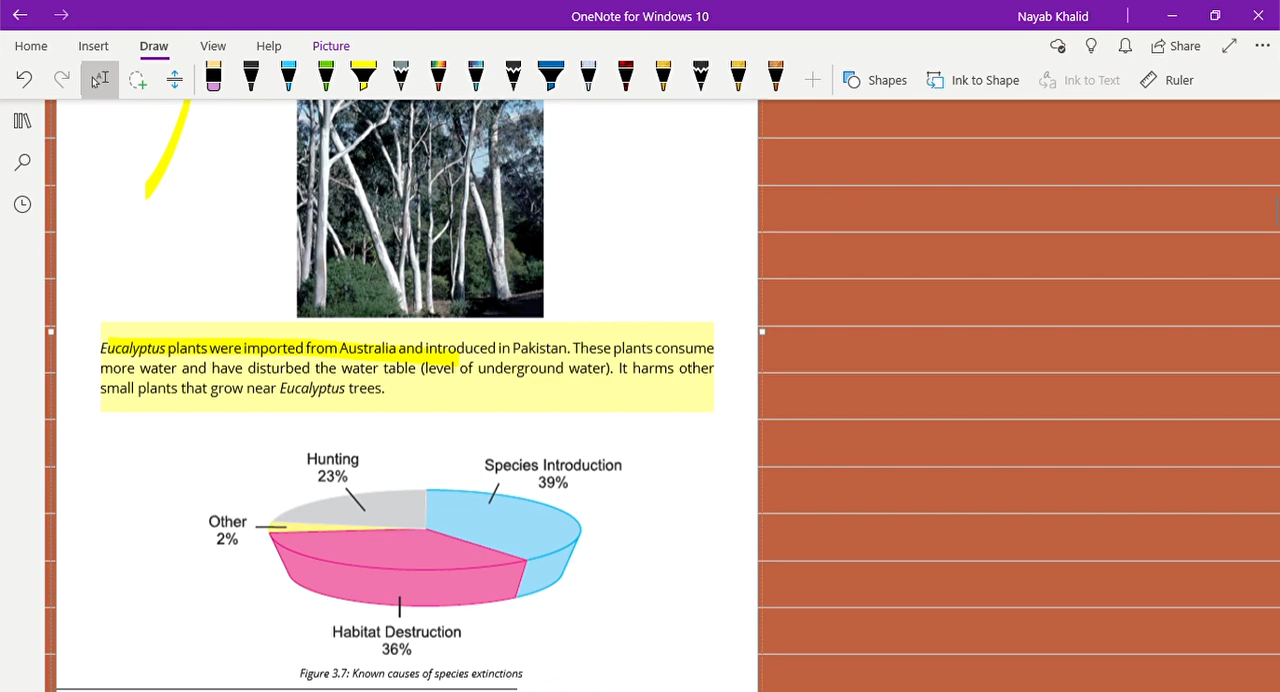 OneNote for Windows 10
Nayab Khalid
Home Insert Draw View Help Picture
Share
Shapes Ink to Shape Ink to Text Ruler
Eucalyptus plants were imported from Australia and introduced in Pakistan. These plants consume
more water and have disturbed the water table (level of underground water). It harms other
small plants that grow near Eucalyptus trees.
Hunting
23%
Species Introduction
39%
Other
2%
Habitat Destruction
36%
Figure 3.7: Known causes of species extinctions